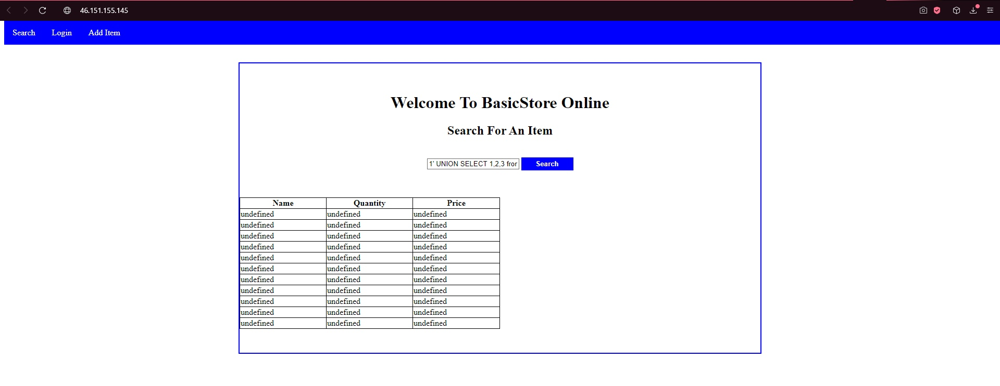 46.151.155.145
Search Login Add Item
Welcome To BasicStore Online
Search For An Item
1' UNION SELECT 1,2,3 fror Search
Name Quantity Price
undefined undefined undefined
undefined undefined undefined
undefined undefined undefined
undefined undefined undefined
undefined undefined undefined
undefined undefined undefined
undefined undefined undefined
undefined undefined undefined
undefined undefined undefined
undefined undefined undefined
undefined undefined undefined